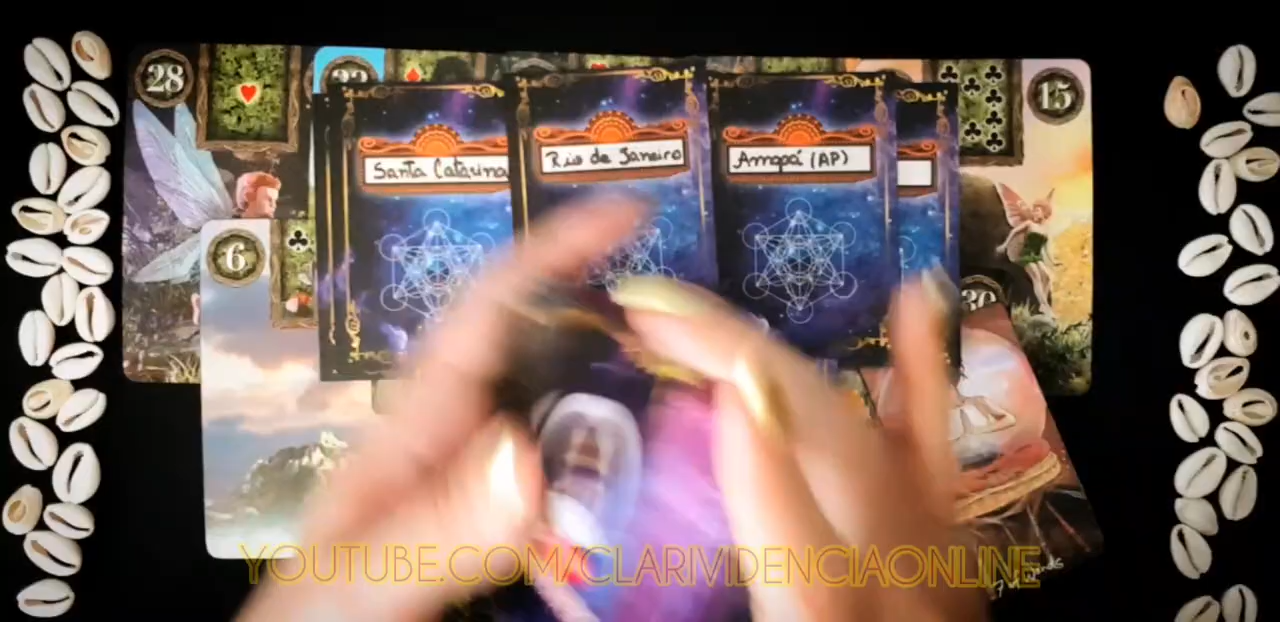 28
15
Santa Catarina
Rio de Janeiro
Amapá (AP)
6
30
YOUTUBE.COM/CLARIVIDENCIAONLINE